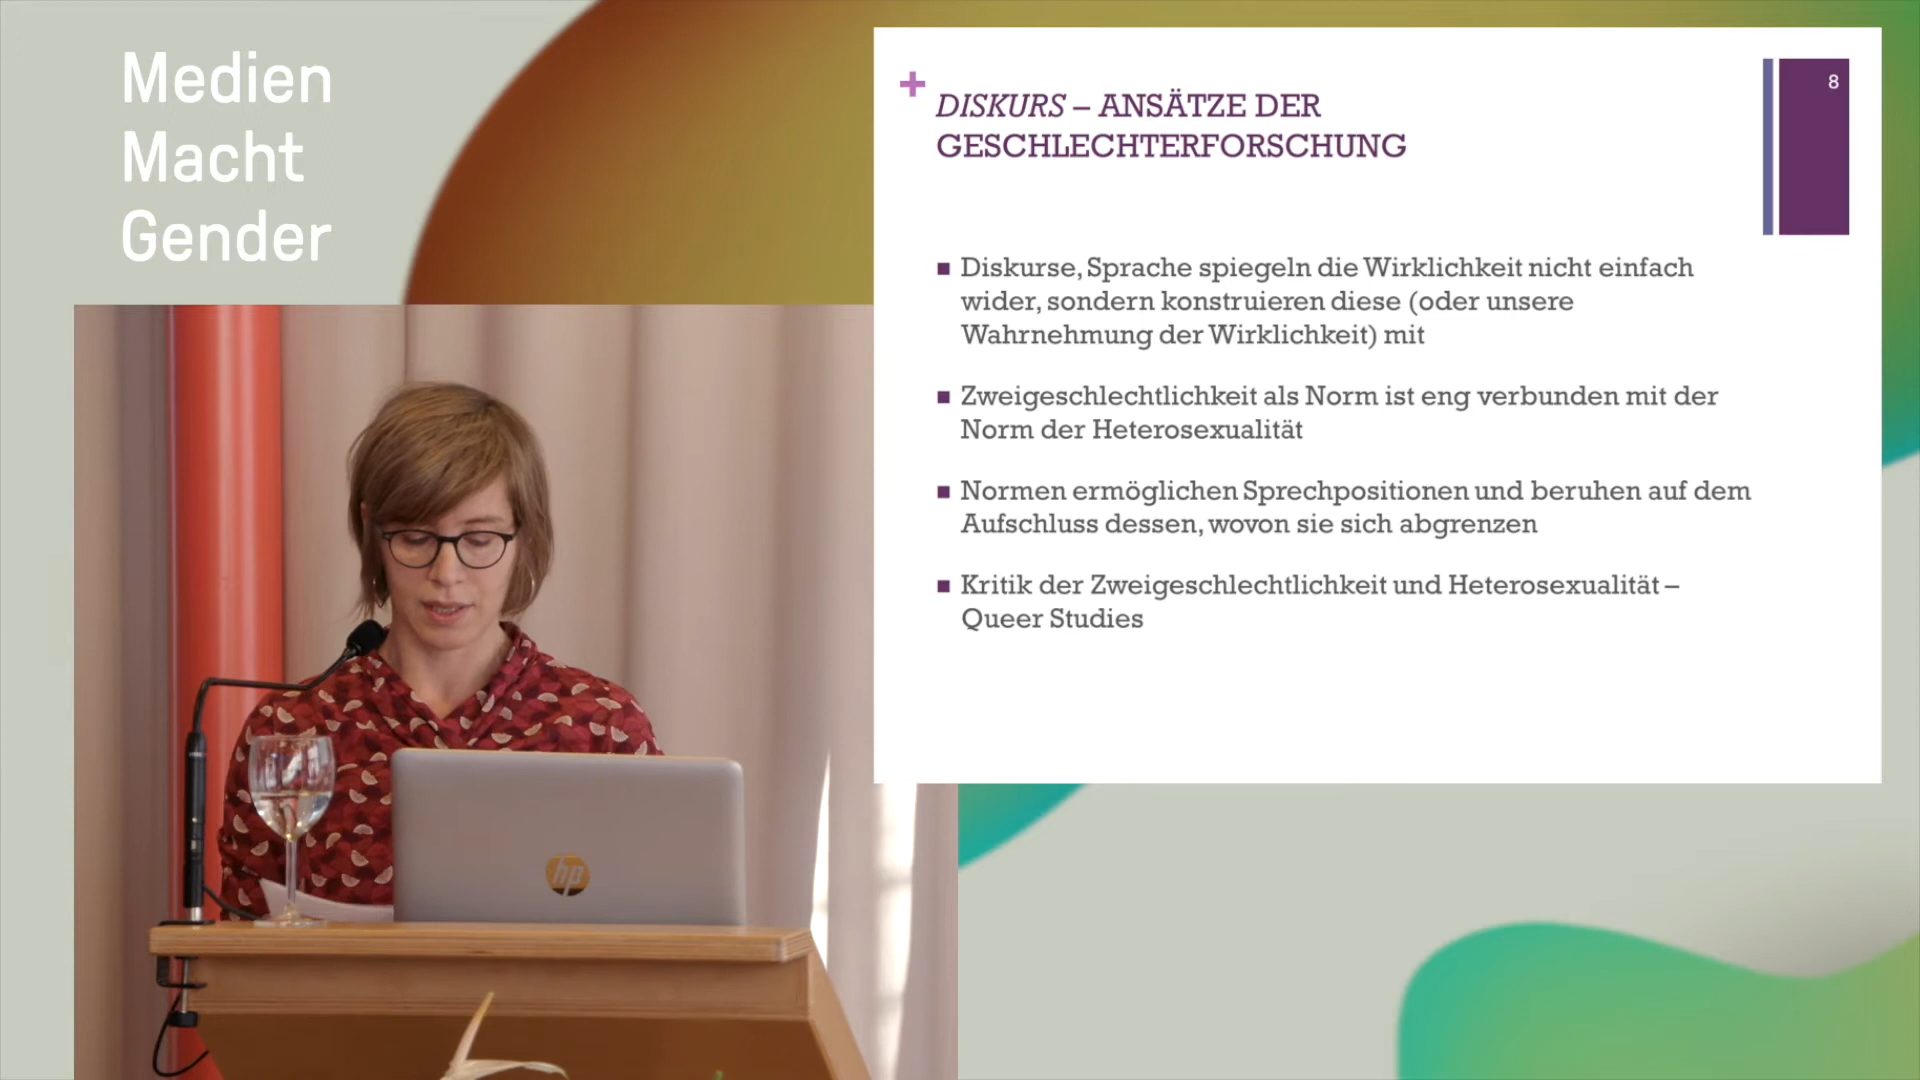 Medien
Macht
Gender
8
DISKURS – ANSÄTZE DER
GESCHLECHTERFORSCHUNG
Diskurse, Sprache spiegeln die Wirklichkeit nicht einfach
wider, sondern konstruieren diese (oder unsere
Wahrnehmung der Wirklichkeit) mit
Zweigeschlechtlichkeit als Norm ist eng verbunden mit der
Norm der Heterosexualität
Normen ermöglichen Sprechpositionen und beruhen auf dem
Aufschluss dessen, wovon sie sich abgrenzen
Kritik der Zweigeschlechtlichkeit und Heterosexualität –
Queer Studies
hp